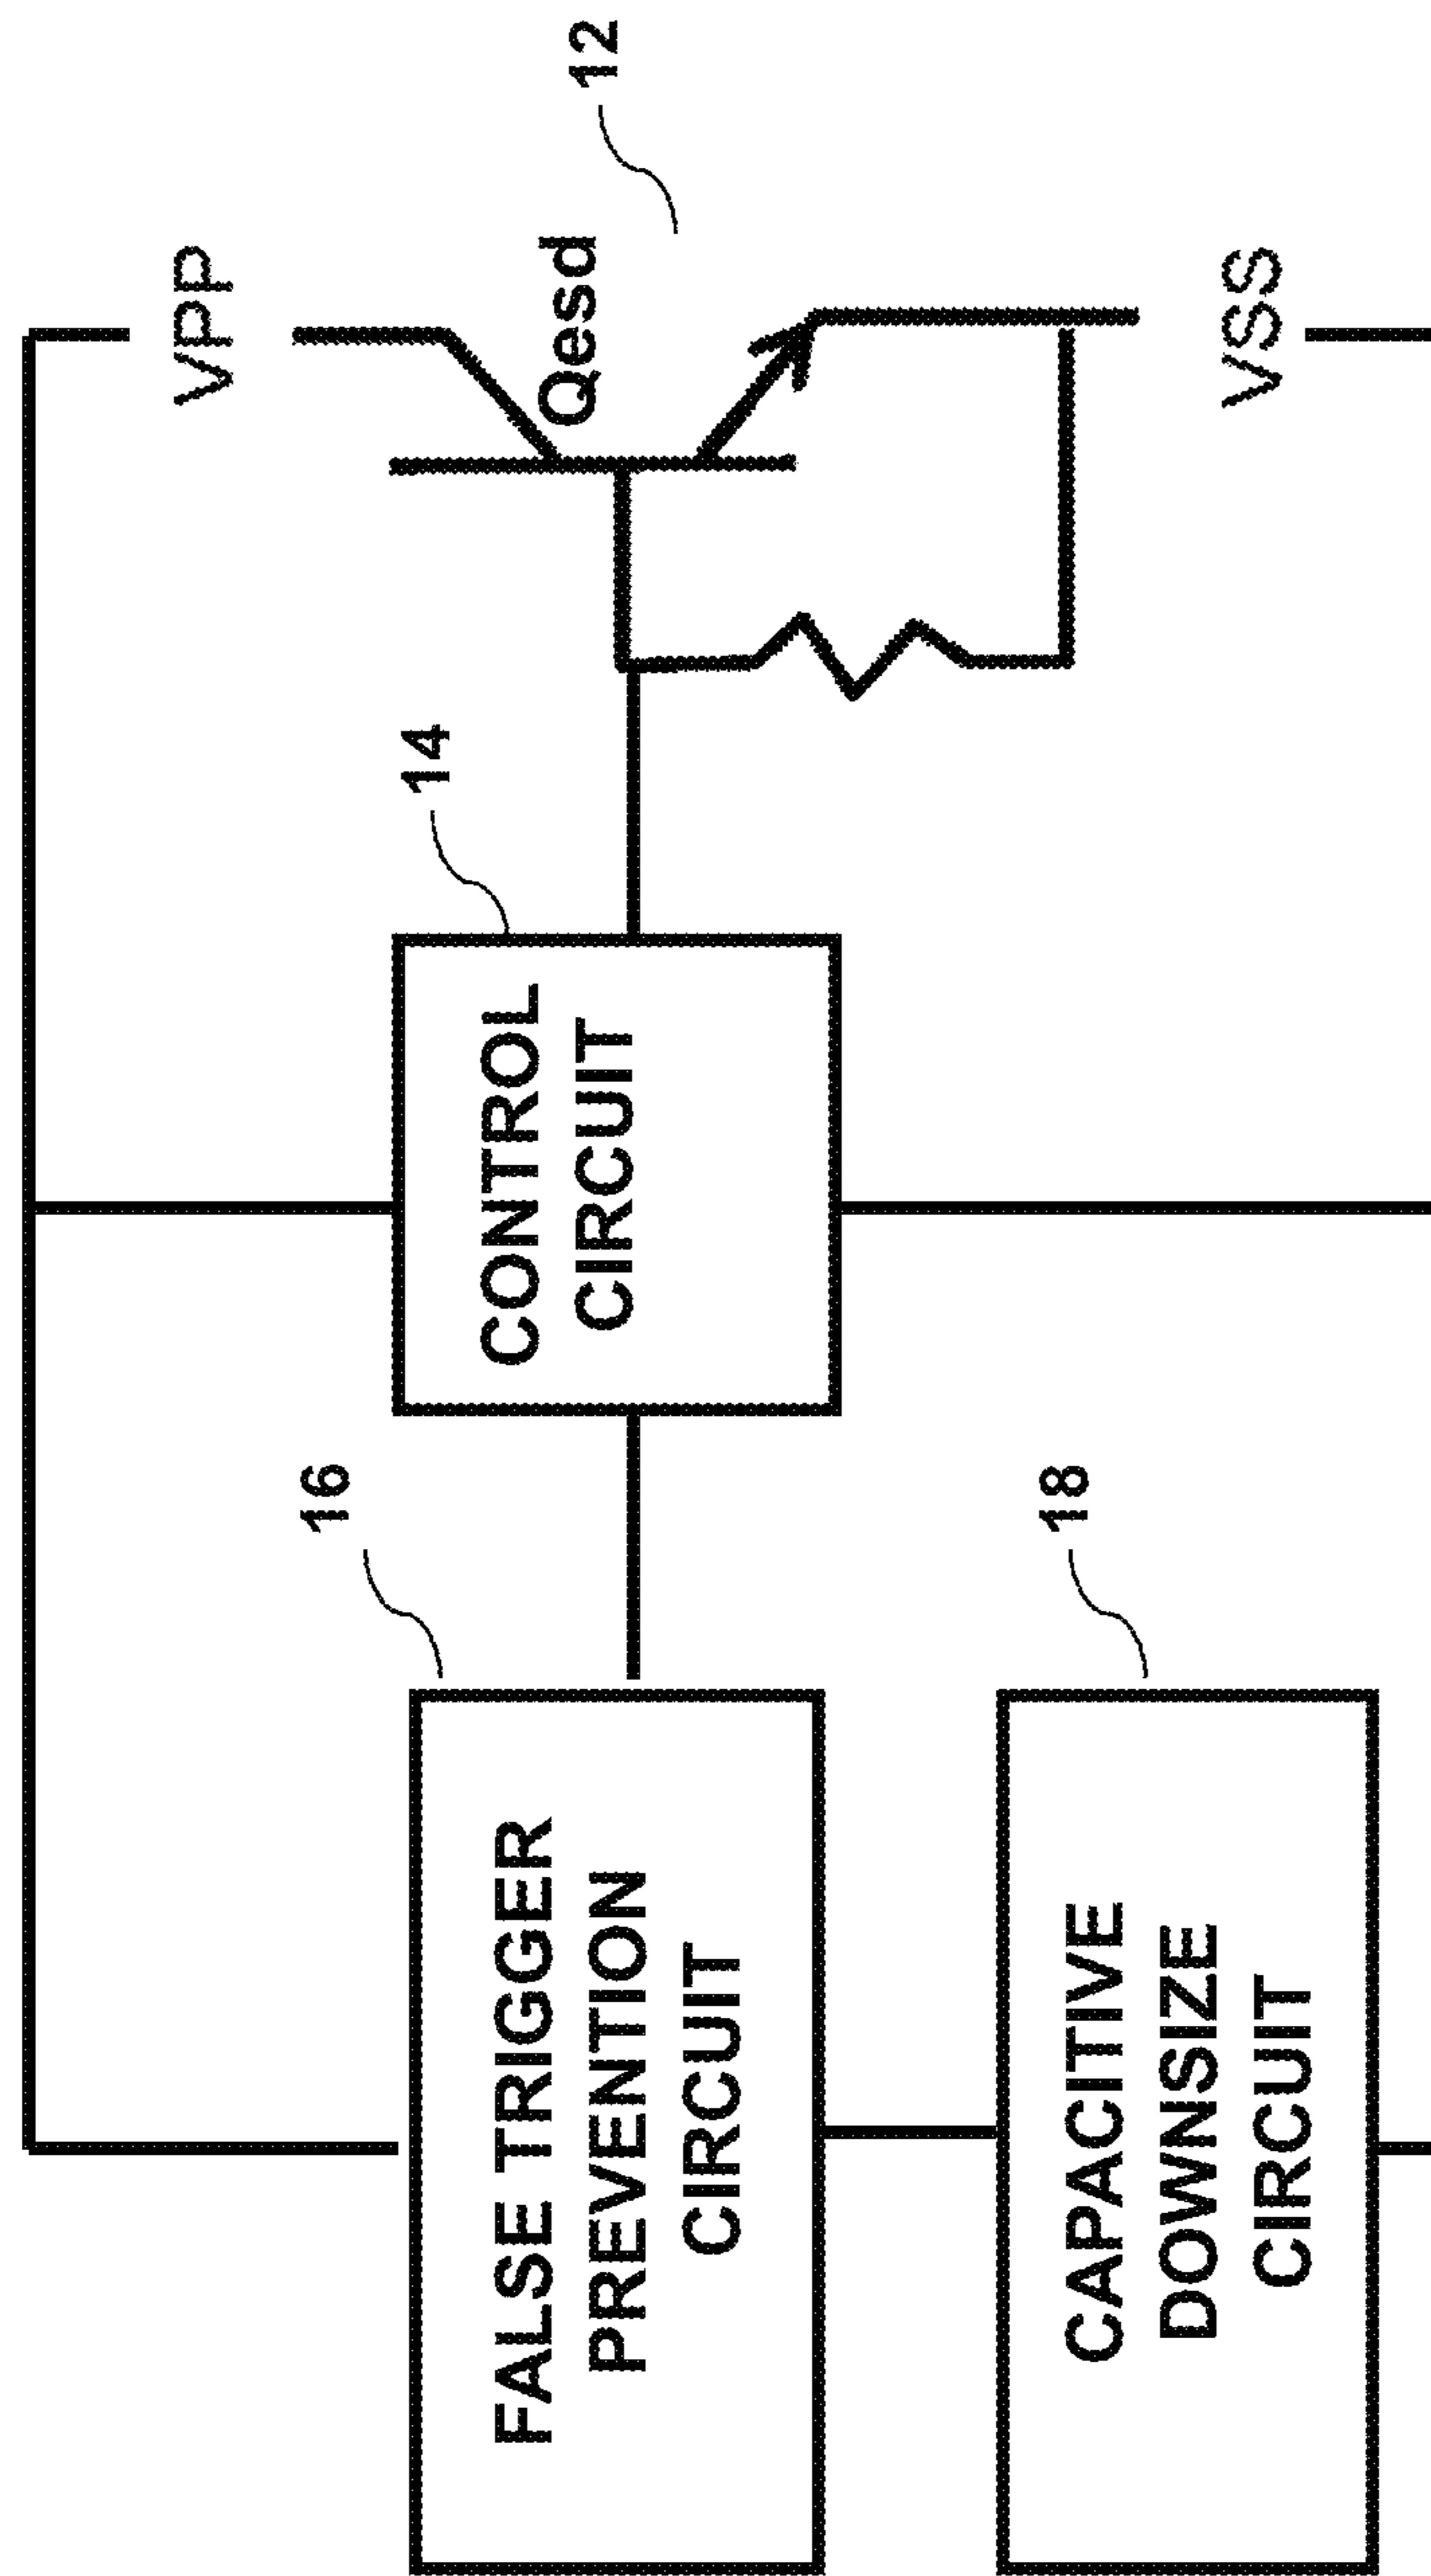 FALSE TRIGGER
PREVENTION
CIRCUIT
16
CAPACITIVE
DOWNSIZE
CIRCUIT
18
CONTROL
CIRCUIT
14
VPP
Qesd
12
VSS